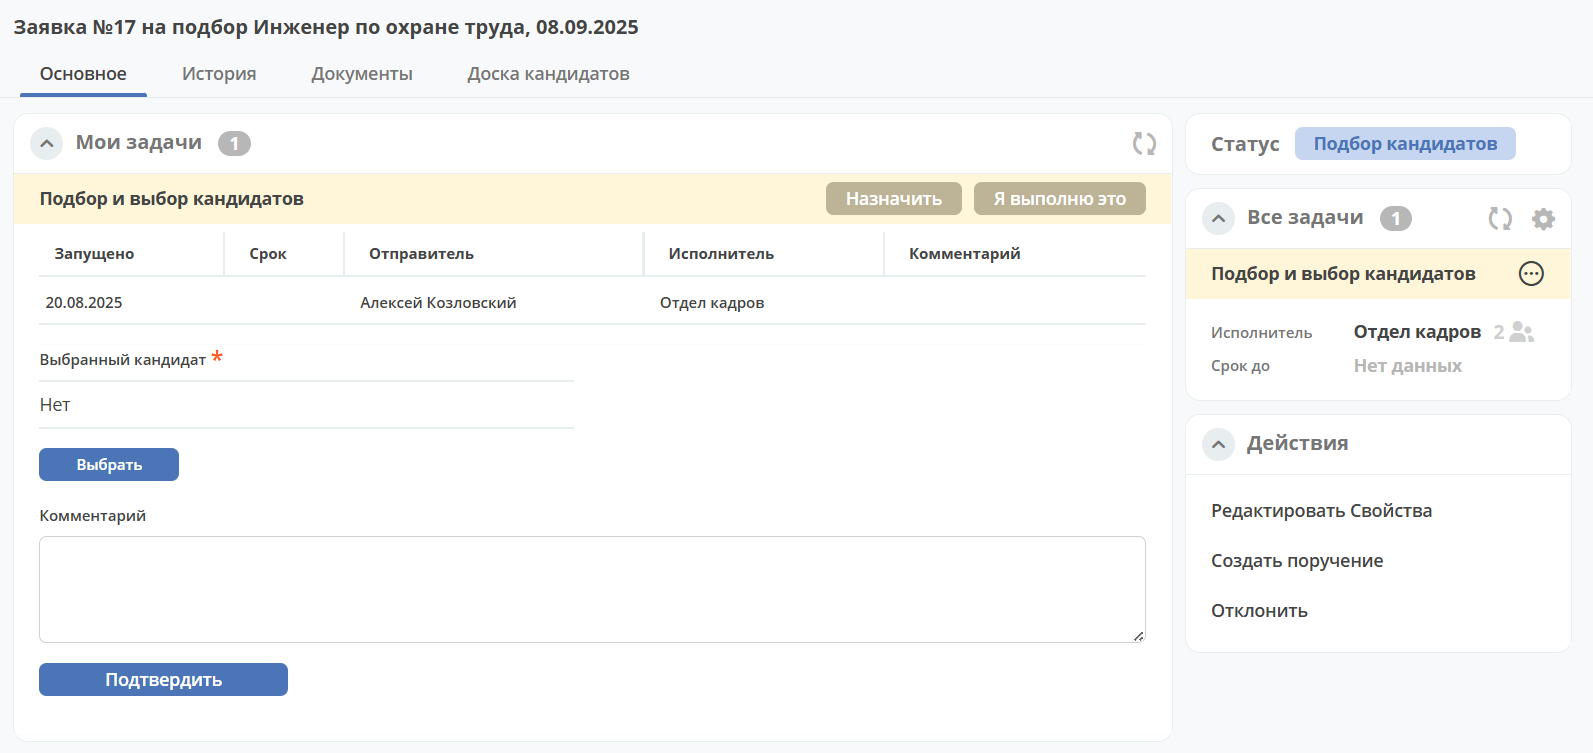 Заявка №17 на подбор Инженер по охране труда, 08.09.2025
Основное История Документы Доска кандидатов
Мои задачи 1
Подбор и выбор кандидатов Назначить Я выполню это
Запущено Срок Отправитель Исполнитель Комментарий
20.08.2025 Алексей Козловский Отдел кадров
Выбранный кандидат *
Нет
Выбрать
Комментарий
Подтвердить
Статус Подбор кандидатов
Все задачи 1
Подбор и выбор кандидатов
Исполнитель Отдел кадров 2
Срок до Нет данных
Действия
Редактировать Свойства
Создать поручение
Отклонить